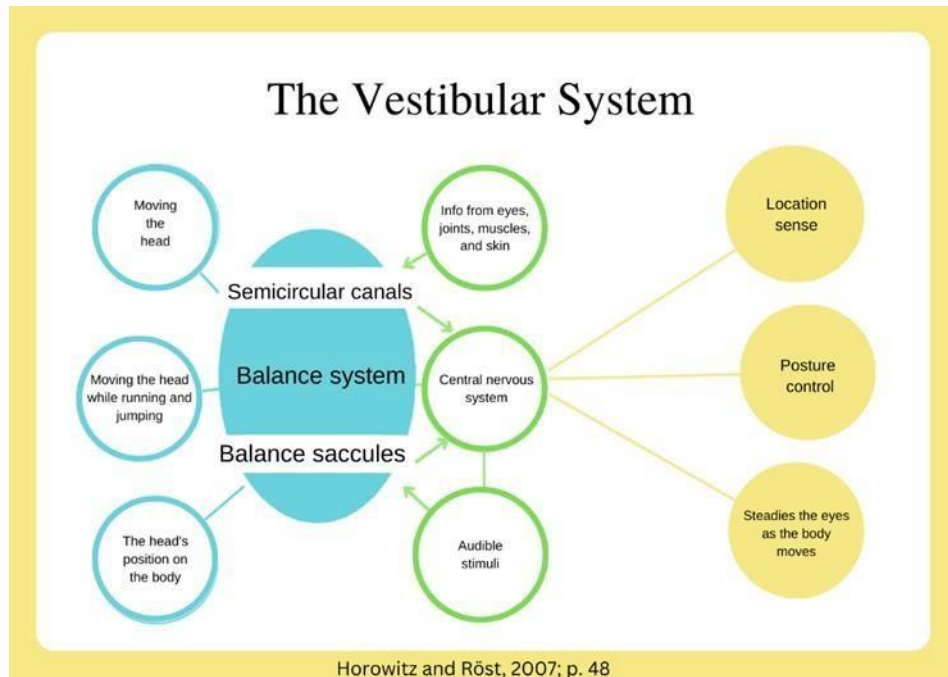 The Vestibular System
Moving
the
head
Moving the head
while running and
jumping
The head's
position on
the body
Semicircular canals
Balance system
Balance saccules
Info from eyes,
joints, muscles,
and skin
Central nervous
system
Audible
stimuli
Location
sense
Posture
control
Steadies the eyes
as the body
moves
Horowitz and Röst, 2007; p. 48